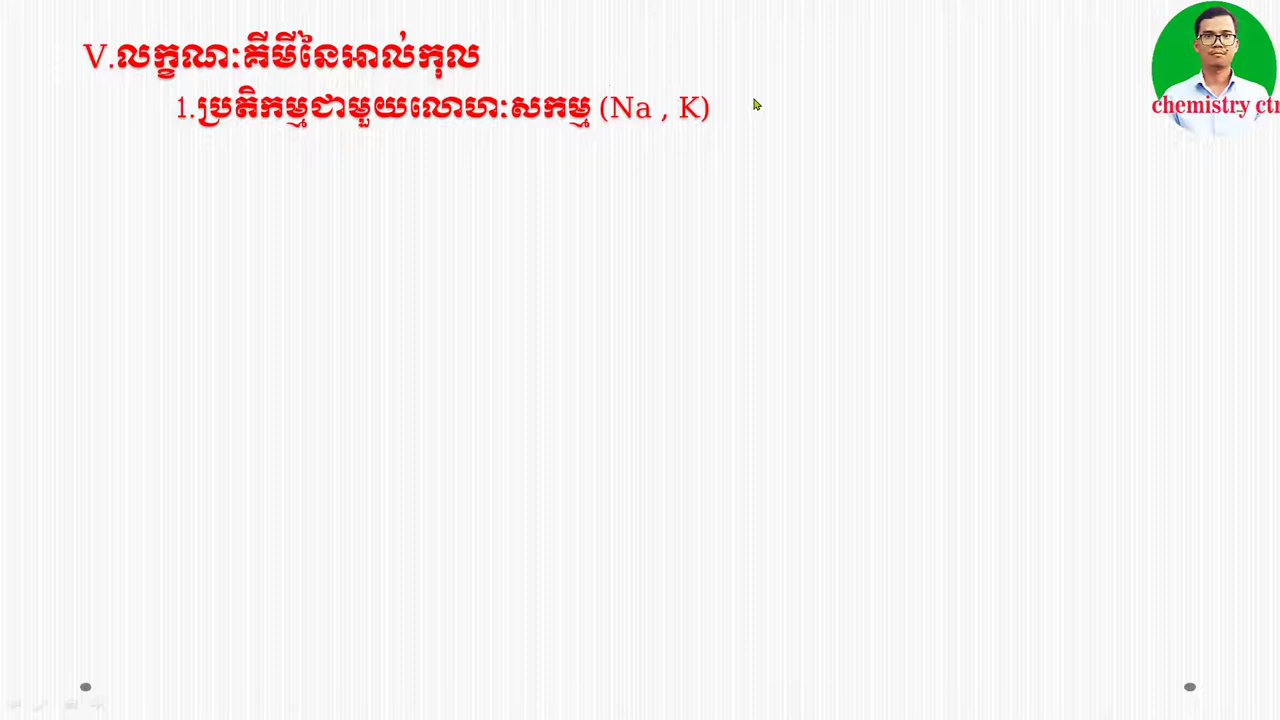 V.លក្ខណៈគីមីនៃអាល់កុល
1.ប្រតិកម្មជាមួយលោហៈសកម្ម (Na , K)
chemistry ctr